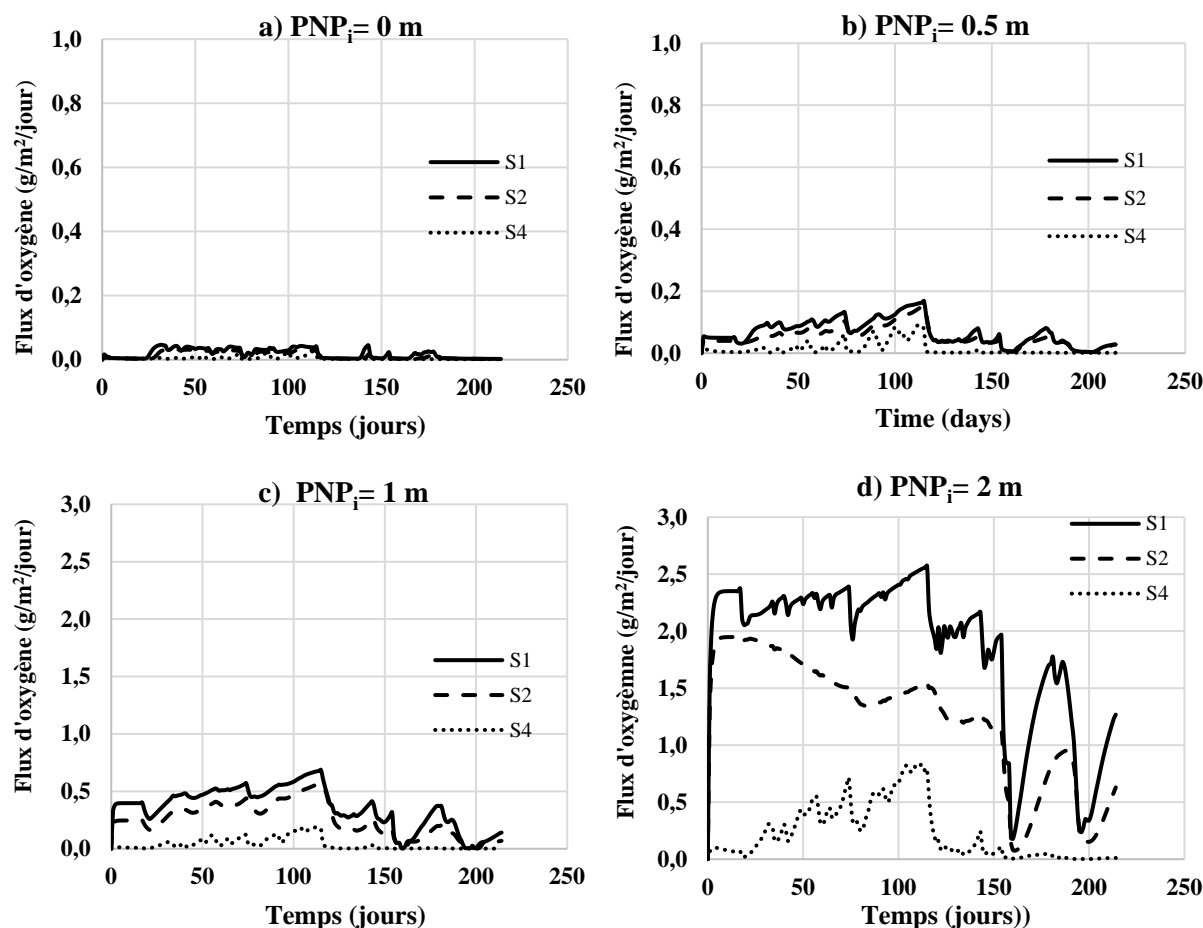 a) PNPi= 0 m
Flux d'oxygène (g/m²/jour)
1,0
0,8
0,6
0,4
0,2
0,0
S1
S2
S4
0 50 100 150 200 250
Temps (jours)
b) PNPi= 0.5 m
Flux d'oxygène (g/m²/jour)
1,0
0,8
0,6
0,4
0,2
0,0
S1
S2
S4
0 50 100 150 200 250
Time (days)
c) PNPi= 1 m
Flux d'oxygène (g/m²/jour)
3,0
2,5
2,0
1,5
1,0
0,5
0,0
S1
S2
S4
0 50 100 150 200 250
Temps (jours)
d) PNPi= 2 m
Flux d'oxygèmne (g/m²/jour)
3,0
2,5
2,0
1,5
1,0
0,5
0,0
S1
S2
S4
0 50 100 150 200 250
Temps (jours))